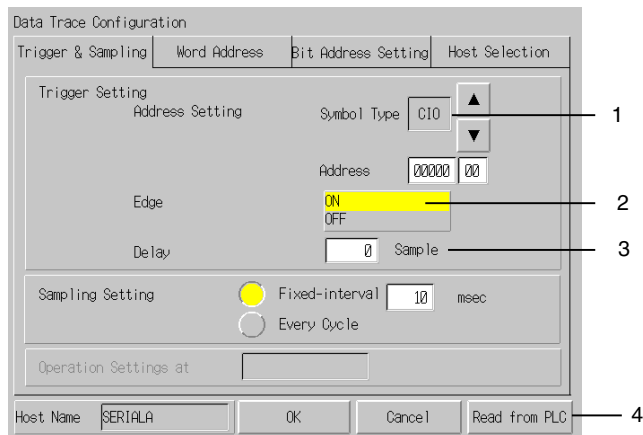 Data Trace Configuration
Trigger & Sampling Word Address Bit Address Setting Host Selection
Trigger Setting
Address Setting Symbol Type CIO ▲ 1
▼
Address 00000 00
Edge ON 2
OFF
Delay 0 Sample 3
Sampling Setting Fixed-interval 10 msec
Every Cycle
Operation Settings at
Host Name SERIALA OK Cancel Read from PLC 4